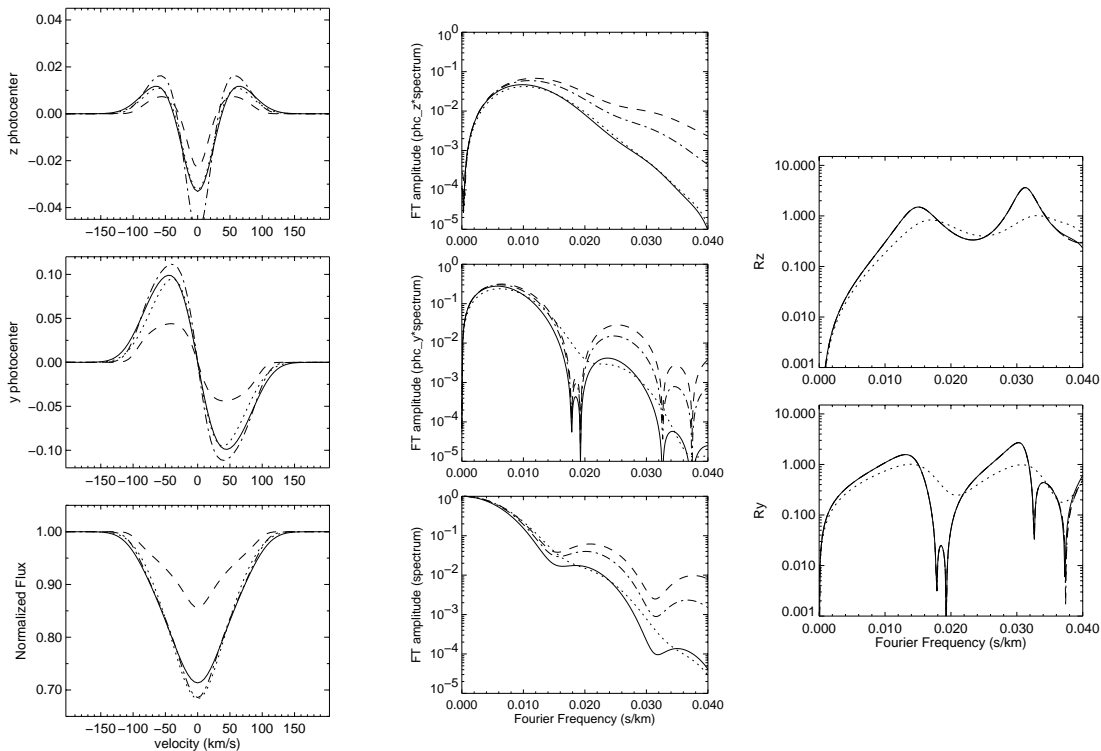 0.04
0.02
0.00
−0.02
−0.04
z photocenter
−150−100 −50 0 50 100 150
0.10
0.05
0.00
−0.05
−0.10
y photocenter
−150−100 −50 0 50 100 150
1.00
0.90
0.80
0.70
Normalized Flux
−150−100 −50 0 50 100 150
velocity (km/s)
10^0
10^−1
10^−2
10^−3
10^−4
10^−5
FT amplitude (phc_z*spectrum)
0.000 0.010 0.020 0.030 0.040
10^0
10^−1
10^−2
10^−3
10^−4
10^−5
FT amplitude (phc_y*spectrum)
0.000 0.010 0.020 0.030 0.040
10^0
10^−1
10^−2
10^−3
10^−4
10^−5
FT amplitude (spectrum)
0.000 0.010 0.020 0.030 0.040
Fourier Frequency (s/km)
10.000
1.000
0.100
0.010
0.001
Rz
0.000 0.010 0.020 0.030 0.040
10.000
1.000
0.100
0.010
0.001
Ry
0.000 0.010 0.020 0.030 0.040
Fourier Frequency (s/km)